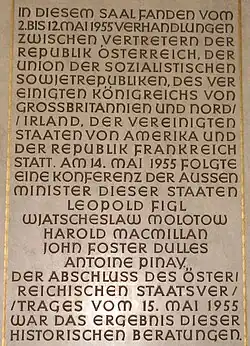 IN DIESEM SAAL FANDEN VOM
2. BIS 12. MAI 1955 VERHANDLUNGEN
ZWISCHEN VERTRETERN DER
REPUBLIK ÖSTERREICH, DER
UNION DER SOZIALISTISCHEN
SOWJETREPUBLIKEN, DES VER
EINIGTEN KÖNIGREICHS VON
GROSSBRITANNIEN UND NORD/
/IRLAND, DER VEREINIGTEN
STAATEN VON AMERIKA UND
DER REPUBLIK FRANKREICH
STATT. AM 14. MAI 1955 FOLGTE
EINE KONFERENZ DER AUSSEN
MINISTER DIESER STAATEN
LEOPOLD FIGL
WJATSCHESLAW MOLOTOW
HAROLD MACMILLAN
JOHN FOSTER DULLES
ANTOINE PINAY,
DER ABSCHLUSS DES ÖSTER/
/REICHISCHEN STAATSVER/
/TRAGES VOM 15. MAI 1955
WAR DAS ERGEBNIS DIESER
HISTORISCHEN BERATUNGEN.